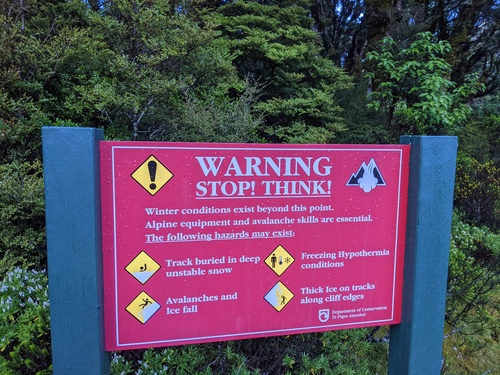 WARNING
STOP! THINK!
Winter conditions exist beyond this point.
Alpine equipment and avalanche skills are essential.
The following hazards may exist:
Track buried in deep
unstable snow
Freezing Hypothermia
conditions
Avalanches and
Ice fall
Thick Ice on tracks
along cliff edges
Department of Conservation
Te Papa Atawhai